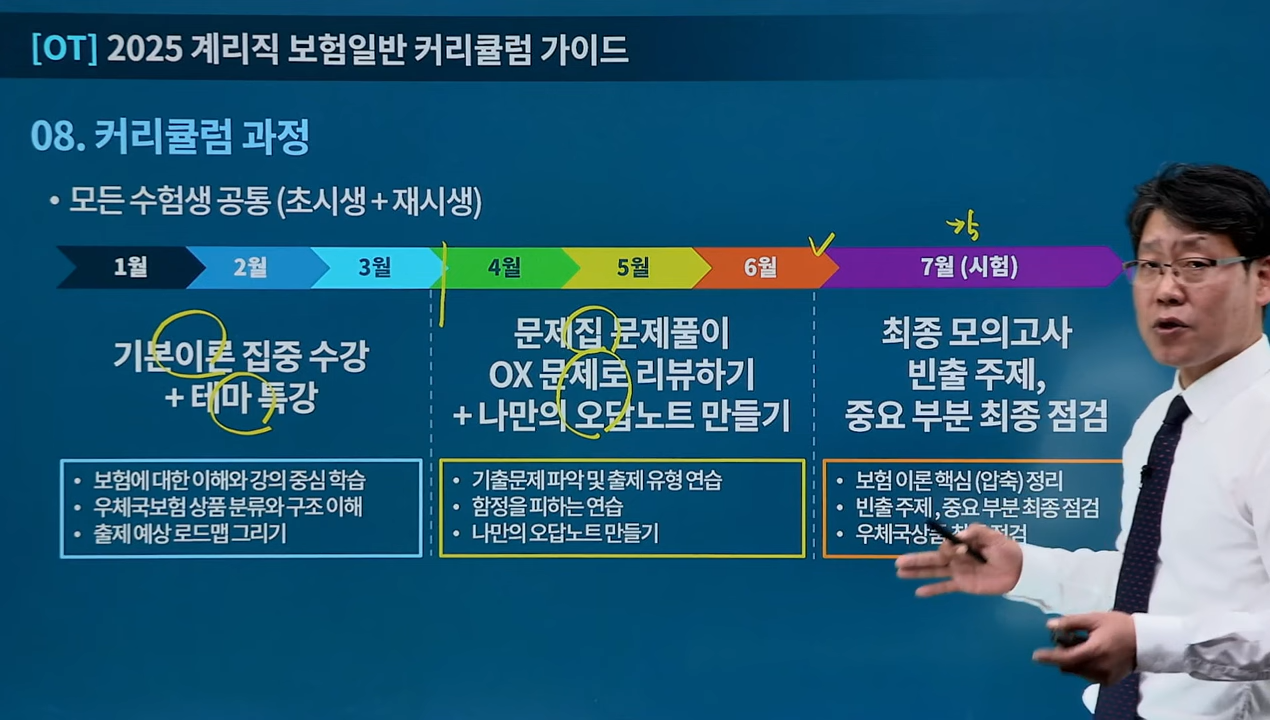 [OT] 2025 계리직 보험일반 커리큘럼 가이드
08. 커리큘럼 과정
• 모든 수험생 공통 (초시생 + 재시생)
1월 2월 3월 4월 5월 6월 7월 (시험)
기본이론 집중 수강
+ 테마 특강
• 보험에 대한 이해와 강의 중심 학습
• 우체국보험 상품 분류와 구조 이해
• 출제 예상 로드맵 그리기
문제집 문제풀이
OX 문제로 리뷰하기
+ 나만의 오답노트 만들기
• 기출문제 파악 및 출제 유형 연습
• 함정을 피하는 연습
• 나만의 오답노트 만들기
최종 모의고사
빈출 주제,
중요 부분 최종 점검
• 보험 이론 핵심 (압축) 정리
• 빈출 주제, 중요 부분 최종 점검
• 우체국상품 점검